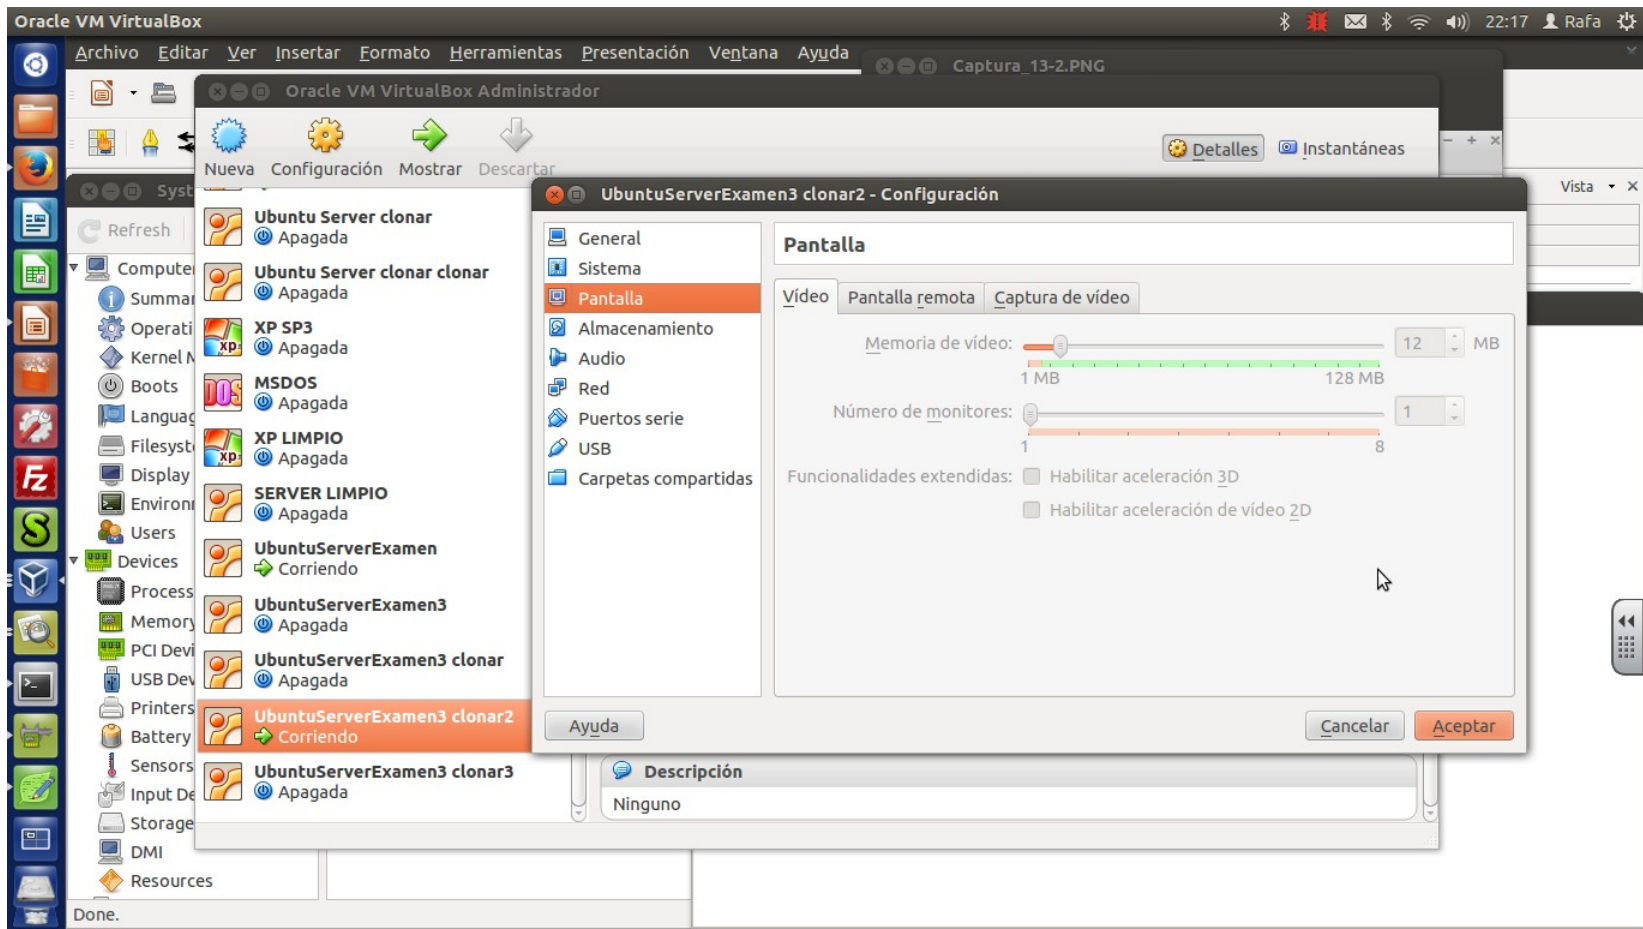 Oracle VM VirtualBox
22:17 Rafa
Archivo Editar Ver Insertar Formato Herramientas Presentación Ventana Ayuda
Captura_13-2.PNG
Oracle VM VirtualBox Administrador
Nueva Configuración Mostrar Descartar
Detalles Instantáneas
Vista
Refresh
Summar
Kernel
Boots
Display
Users
Devices
Process
Memory
Printers
Battery
Sensors
Storage
DMI
Resources
Done.
Ubuntu Server clonar
Apagada
Ubuntu Server clonar clonar
Apagada
XP SP3
Apagada
MSDOS
Apagada
XP LIMPIO
Apagada
SERVER LIMPIO
Apagada
UbuntuServerExamen
Corriendo
UbuntuServerExamen3
Apagada
UbuntuServerExamen3 clonar
Apagada
UbuntuServerExamen3 clonar2
Corriendo
UbuntuServerExamen3 clonar3
Apagada
Descripción
Ninguno
UbuntuServerExamen3 clonar2 - Configuración
General
Sistema
Pantalla
Almacenamiento
Audio
Red
Puertos serie
USB
Carpetas compartidas
Pantalla
Vídeo Pantalla remota Captura de vídeo
Memoria de vídeo: 12 MB
1 MB 128 MB
Número de monitores: 1
1 8
Funcionalidades extendidas: Habilitar aceleración 3D
Habilitar aceleración de vídeo 2D
Ayuda Cancelar Aceptar